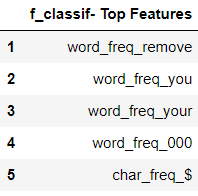 f_classif- Top Features
1 word_freq_remove
2 word_freq_you
3 word_freq_your
4 word_freq_000
5 char_freq_$